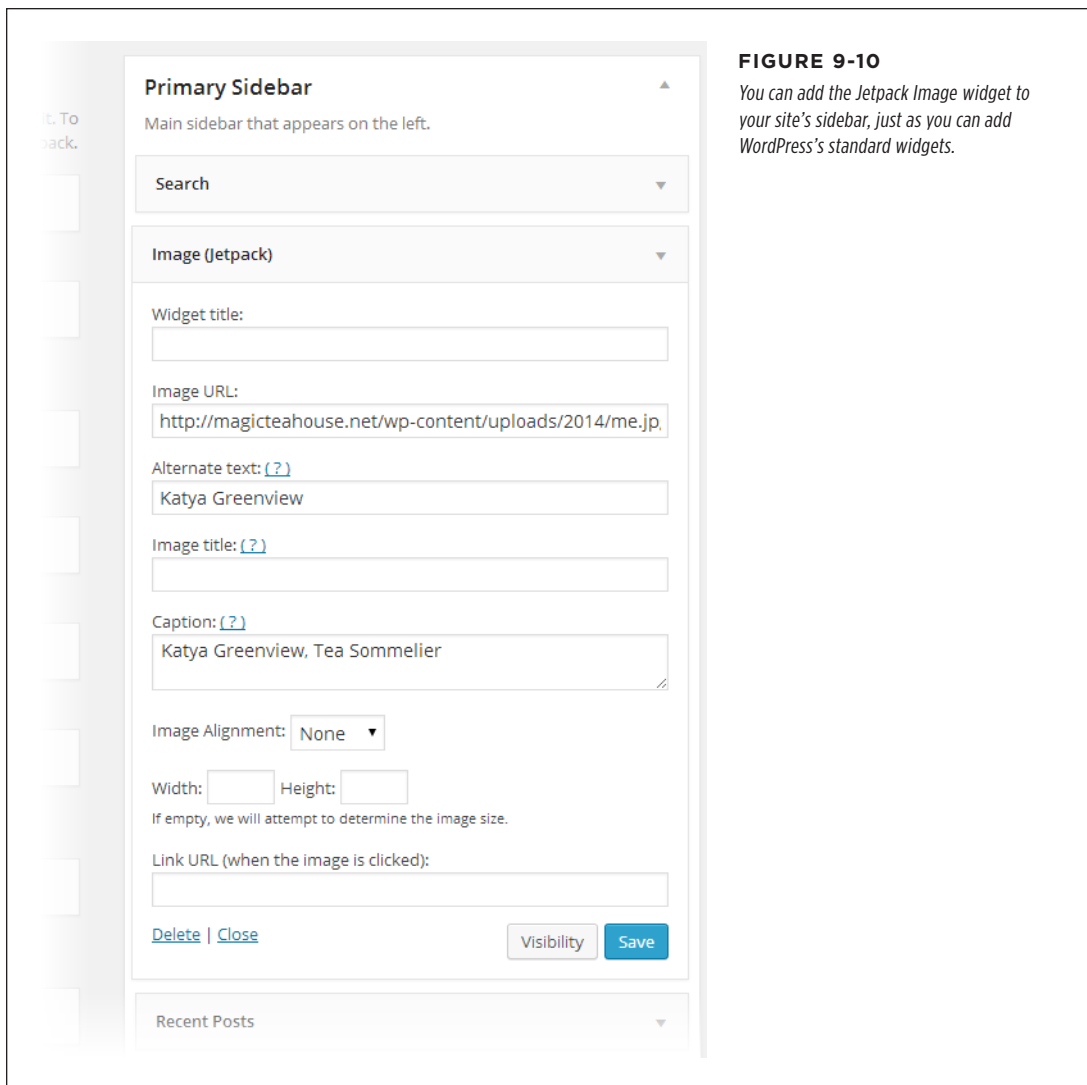 FIGURE 9-10
You can add the Jetpack Image widget to
your site's sidebar, just as you can add
WordPress's standard widgets.
it. To
pack.
Primary Sidebar
Main sidebar that appears on the left.
Search
Image (Jetpack)
Widget title:
Image URL:
http://magicteahouse.net/wp-content/uploads/2014/me.jp
Alternate text: ( ? )
Katya Greenview
Image title: ( ? )
Caption: ( ? )
Katya Greenview, Tea Sommelier
Image Alignment: None
Width: Height:
If empty, we will attempt to determine the image size.
Link URL (when the image is clicked):
Delete | Close Visibility Save
Recent Posts